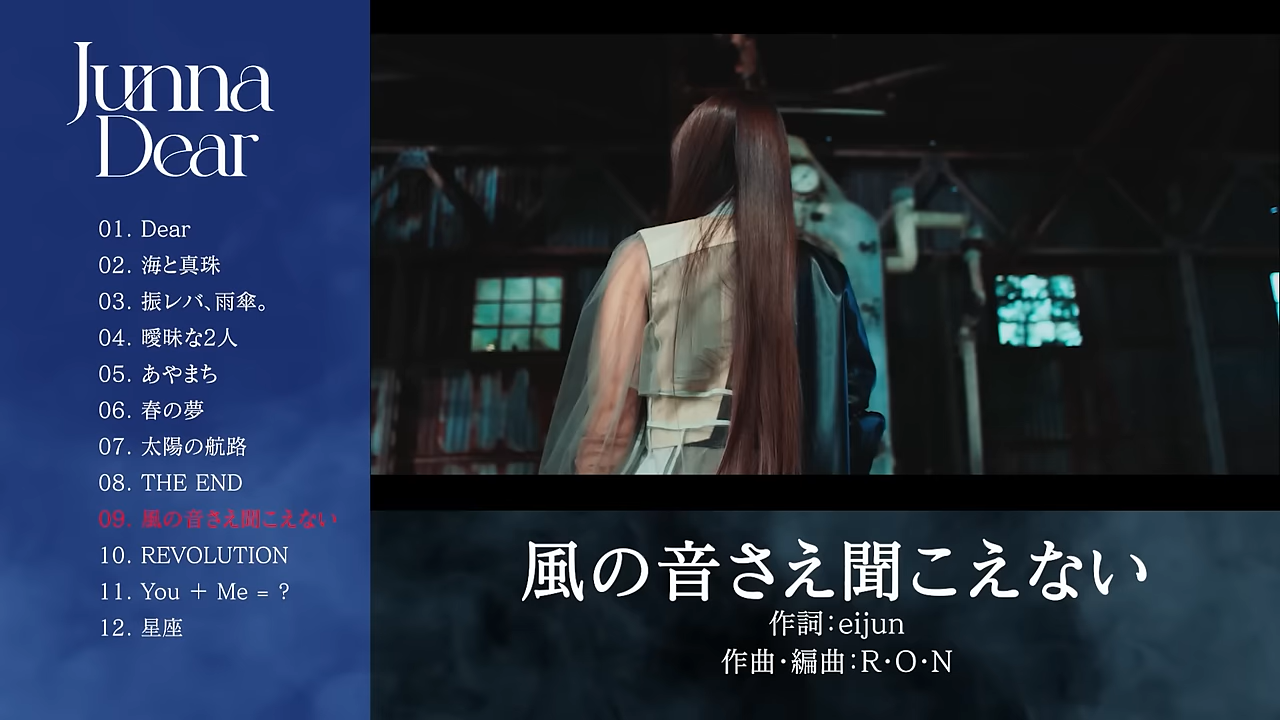 Junna
Dear
01. Dear
02. 海と真珠
03. 振レバ、雨傘。
04. 曖昧な2人
05. あやまち
06. 春の夢
07. 太陽の航路
08. THE END
09. 風の音さえ聞こえない
10. REVOLUTION
11. You + Me = ?
12. 星座
風の音さえ聞こえない
作詞:eijun
作曲・編曲:R・O・N